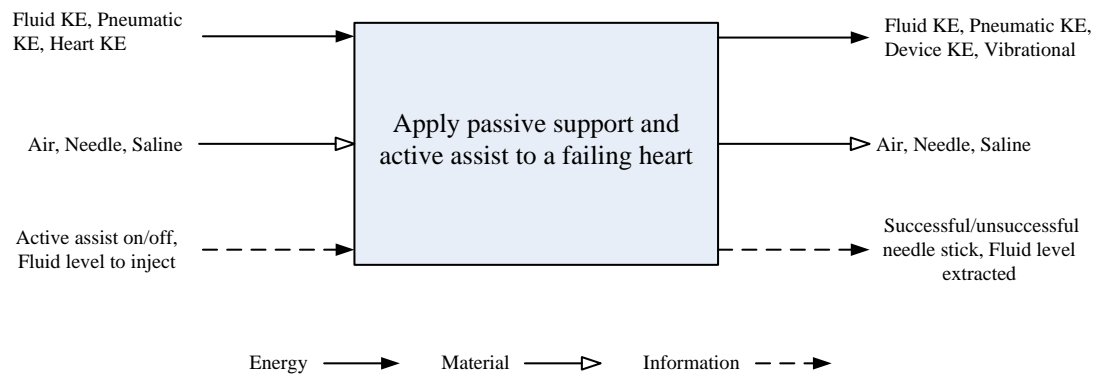 Fluid KE, Pneumatic
KE, Heart KE
Fluid KE, Pneumatic KE,
Device KE, Vibrational
Apply passive support and
active assist to a failing heart
Air, Needle, Saline
Air, Needle, Saline
Active assist on/off,
Fluid level to inject
Successful/unsuccessful
needle stick, Fluid level
extracted
Energy
Material
Information